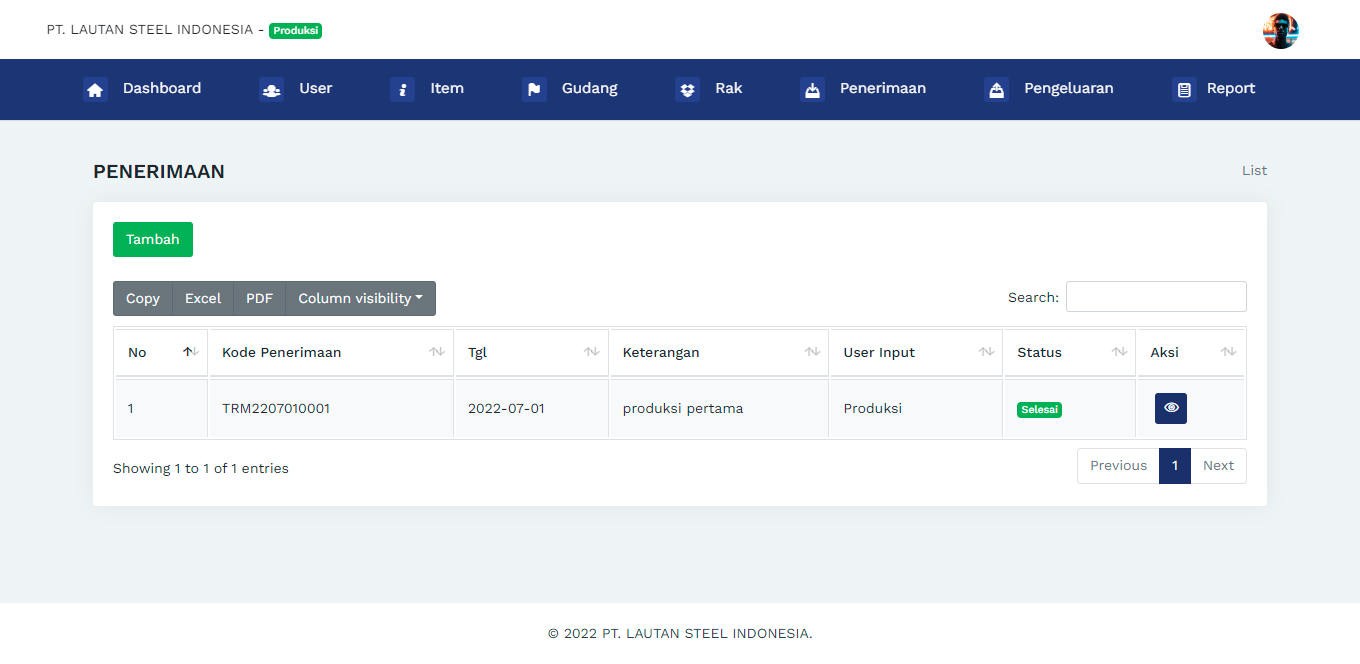 PT. LAUTAN STEEL INDONESIA - Produksi
Dashboard User Item Gudang Rak Penerimaan Pengeluaran Report
PENERIMAAN List
Tambah
Copy Excel PDF Column visibility Search:
No Kode Penerimaan Tgl Keterangan User Input Status Aksi
1 TRM2207010001 2022-07-01 produksi pertama Produksi Selesai
Showing 1 to 1 of 1 entries Previous 1 Next
© 2022 PT. LAUTAN STEEL INDONESIA.